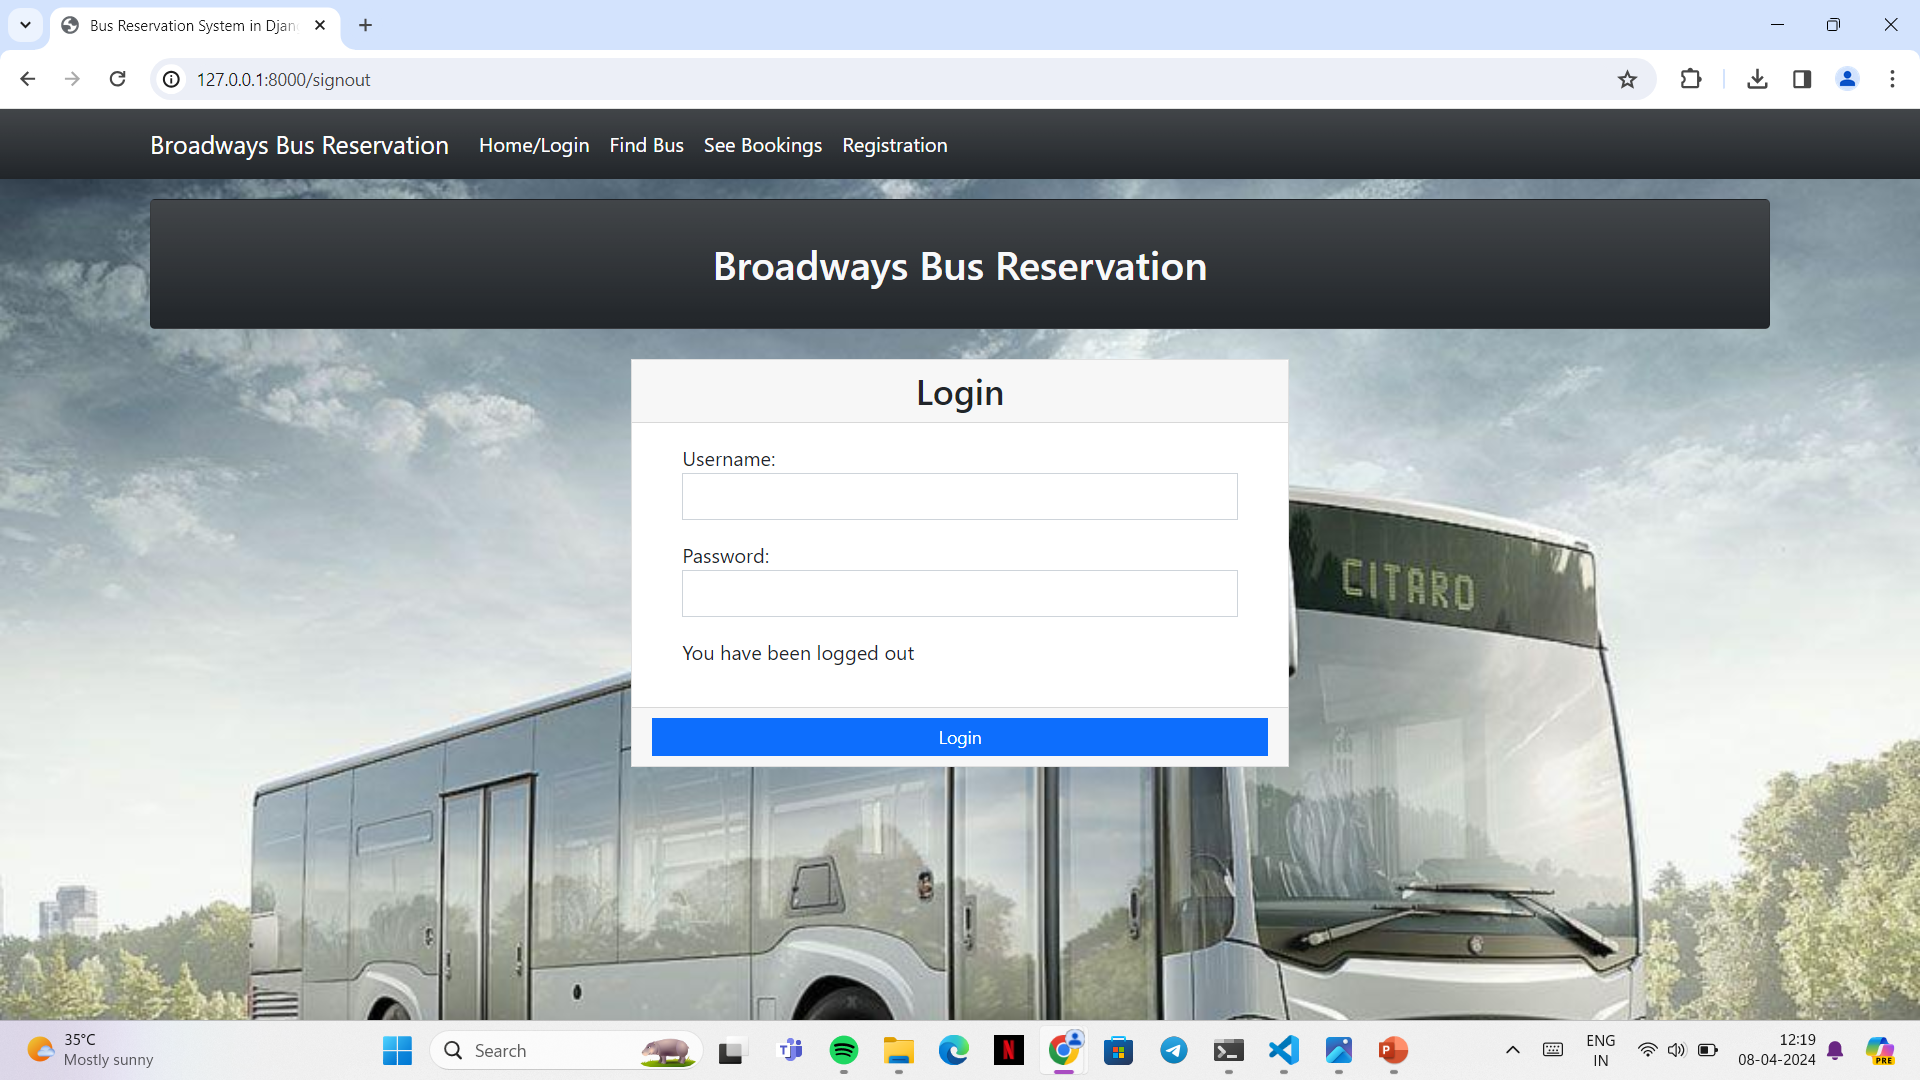 Bus Reservation System in Djan
127.0.0.1:8000/signout
Broadways Bus Reservation Home/Login Find Bus See Bookings Registration
Broadways Bus Reservation
Login
Username:
Password:
You have been logged out
Login
CITARO
35°C
Mostly sunny
Search
ENG
IN
12:19
08-04-2024
PRE